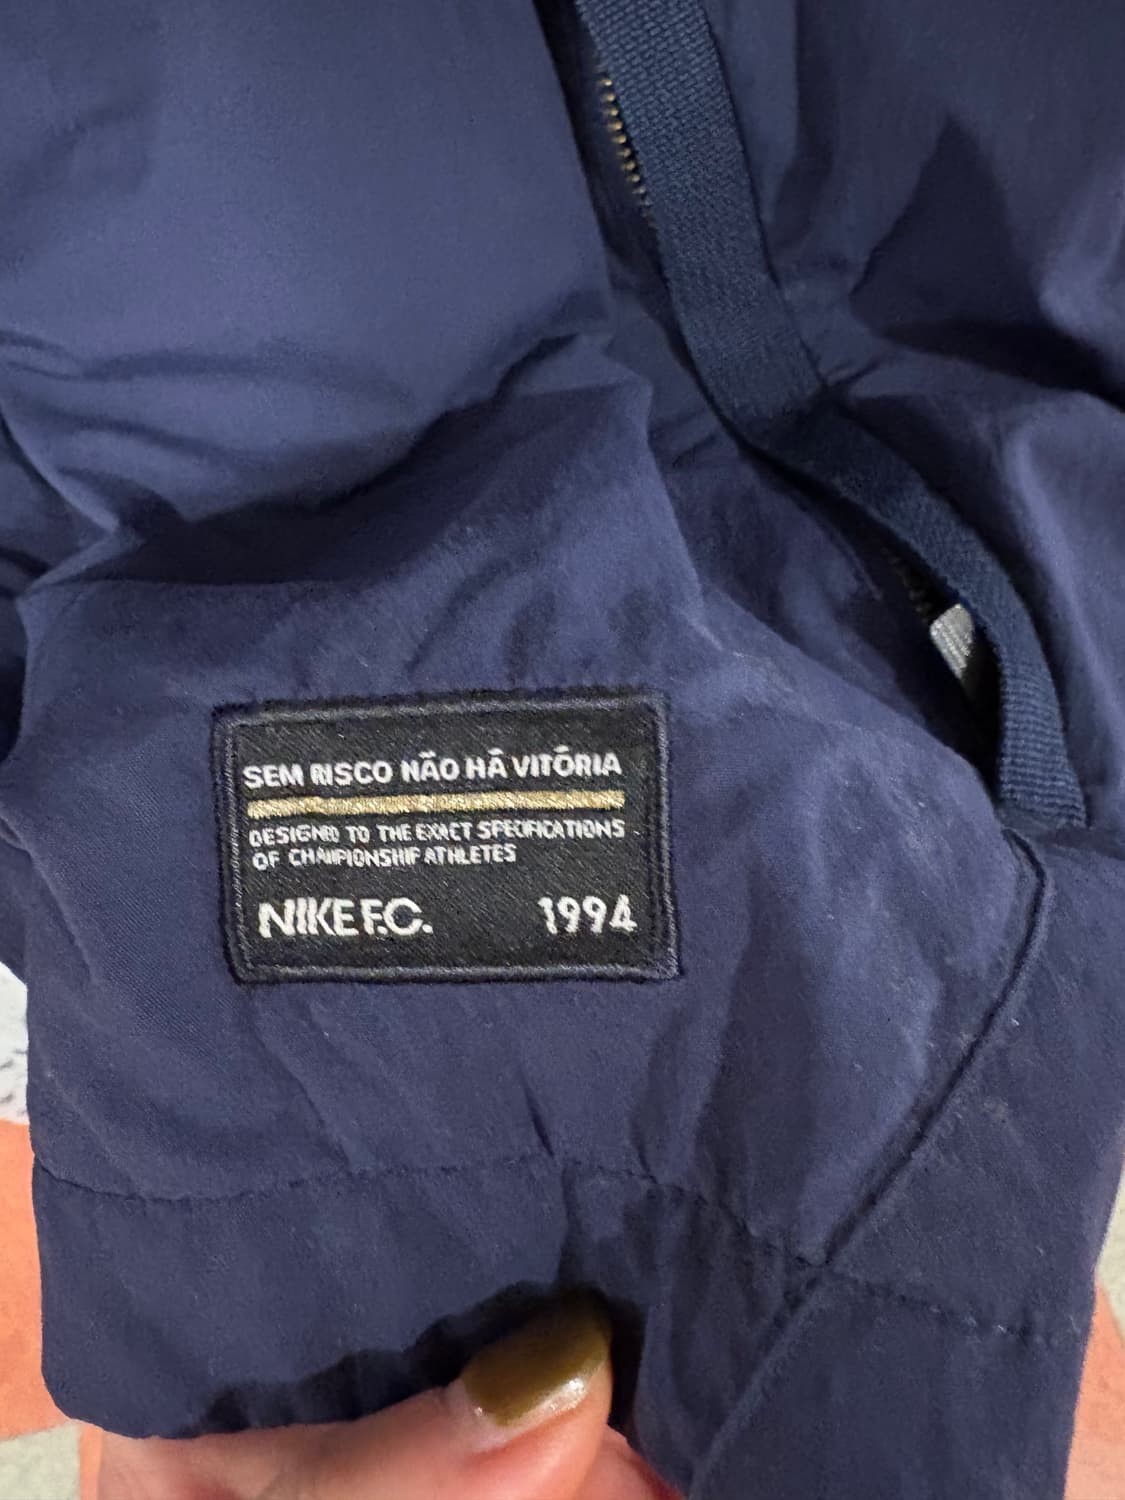 SEM RISCO NÃO HÁ VITÓRIA
DESIGNED TO THE EXACT SPECIFICATIONS
OF CHAMPIONSHIP ATHLETES
NIKE F.C. 1994